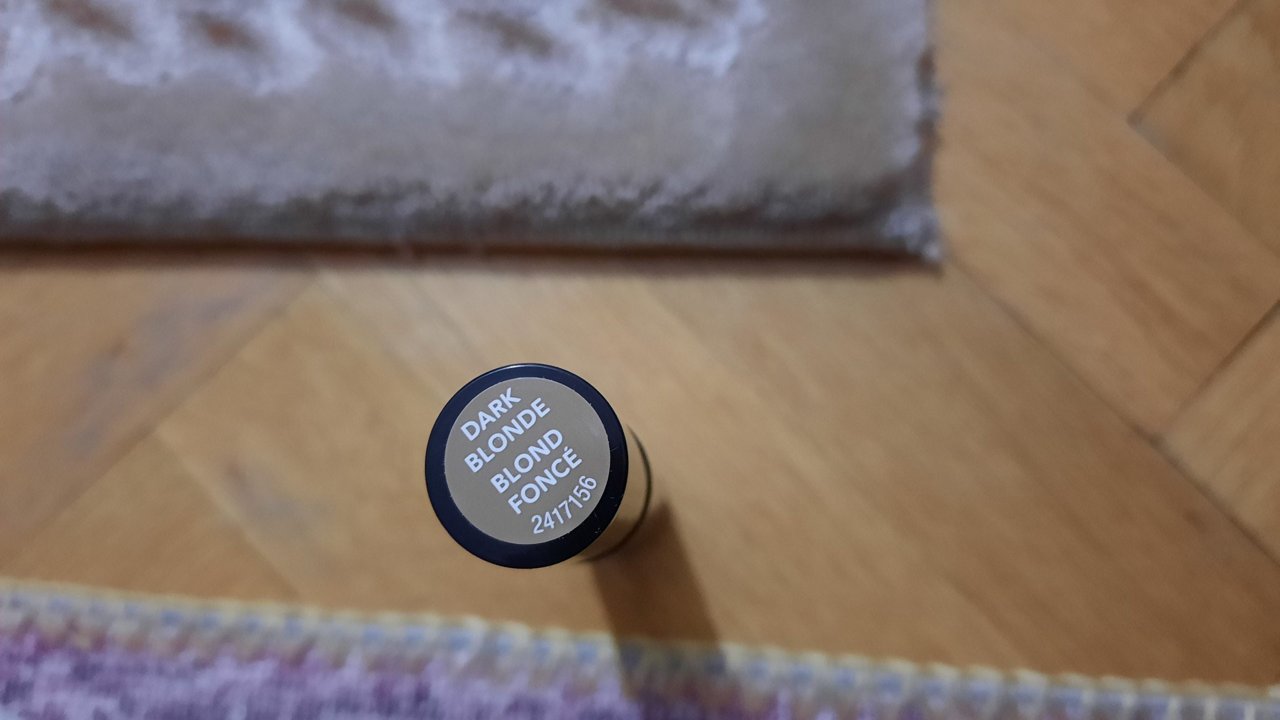 DARK
BLONDE
BLOND
FONCÉ
2417156